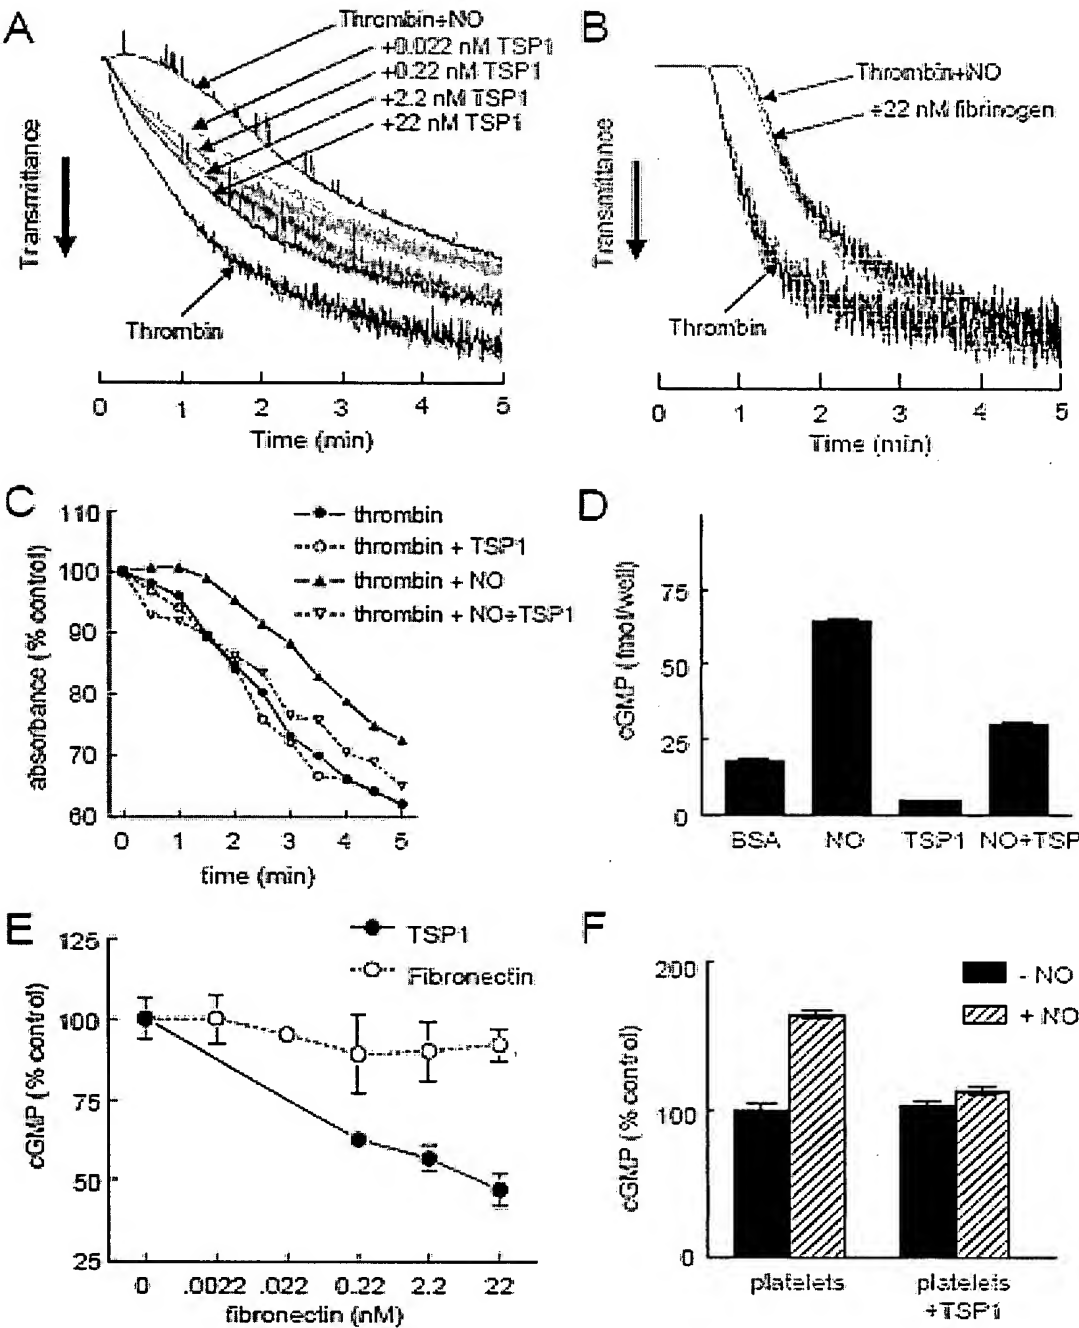 A
Thrombin+NO
+0.022 nM TSP1
+0.22 nM TSP1
+2.2 nM TSP1
+22 nM TSP1
Transmittance
Thrombin
0 1 2 3 4 5
Time (min)
B
Thrombin+NO
+22 nM fibrinogen
Transmittance
Thrombin
0 1 2 3 4 5
Time (min)
C
thrombin
thrombin + TSP1
thrombin + NO
thrombin + NO+TSP1
absorbance (% control)
110
100
90
80
70
60
0 1 2 3 4 5
time (min)
D
cGMP (fmol/well)
75
50
25
0
BSA NO TSP1 NO+TSP
E
TSP1
Fibronectin
cGMP (% control)
125
100
75
50
25
0 .0022 .022 0.22 2.2 22
fibronectin (nM)
F
- NO
+ NO
cGMP (% control)
200
100
0
platelets platelets
+TSP1